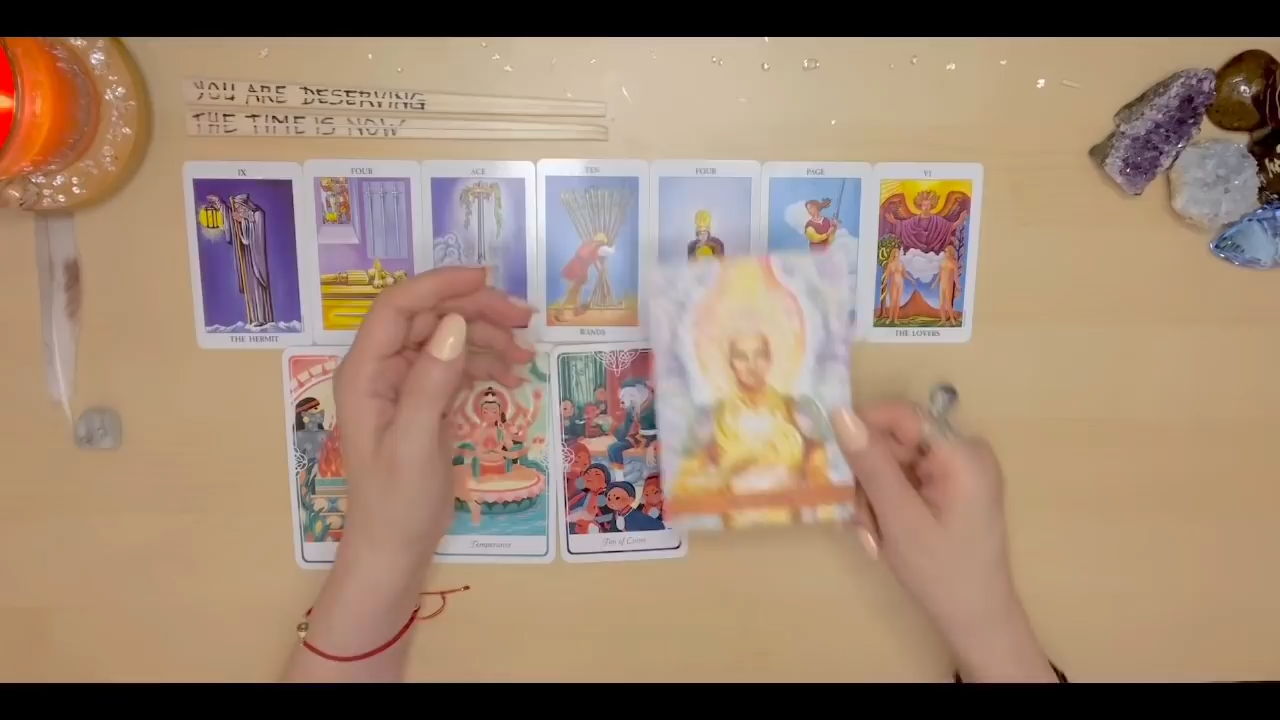 YOU ARE DESERVING
THE TIME IS NOW
IX
FOUR
ACE
TEN
FOUR
PAGE
VI
THE HERMIT
WANDS
THE LOVERS
Temperance
Ten of Coins